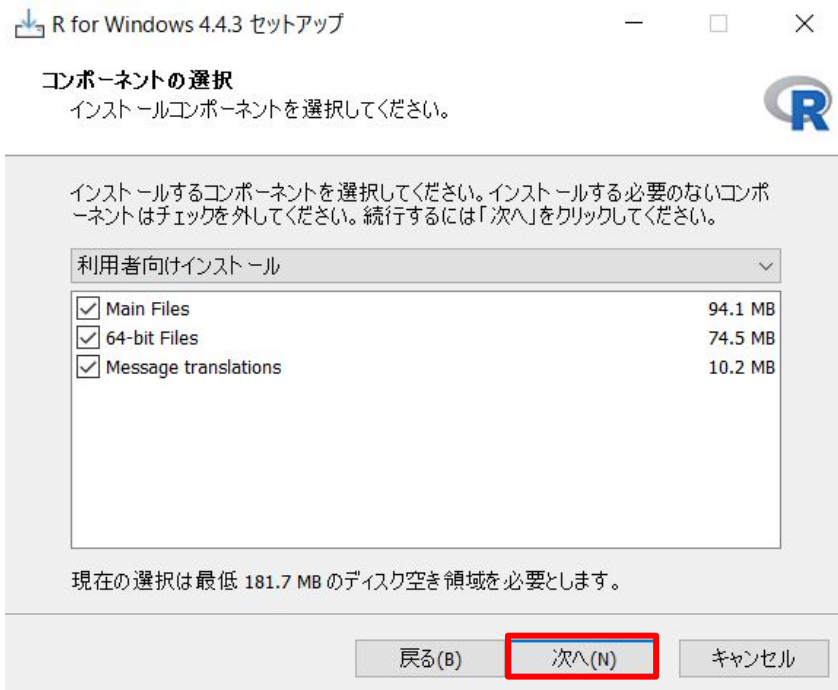 R for Windows 4.4.3 セットアップ
コンポーネントの選択
インストールコンポーネントを選択してください。
R
インストールするコンポーネントを選択してください。インストールする必要のないコンポ
ーネントはチェックを外してください。続行するには「次へ」をクリックしてください。
利用者向けインストール
Main Files 94.1 MB
64-bit Files 74.5 MB
Message translations 10.2 MB
現在の選択は最低 181.7 MB のディスク空き領域を必要とします。
戻る(B) 次へ(N) キャンセル